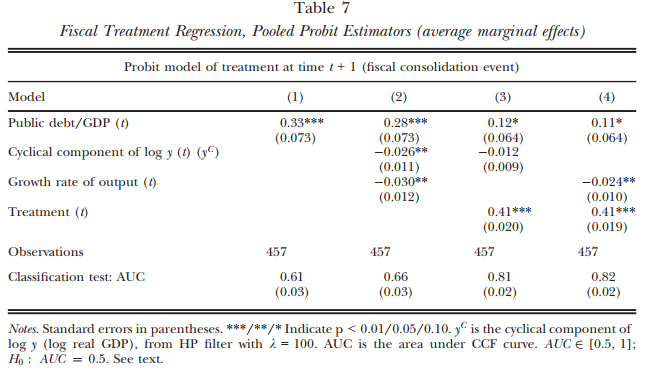 Table 7
Fiscal Treatment Regression, Pooled Probit Estimators (average marginal effects)
Probit model of treatment at time t + 1 (fiscal consolidation event)
Model (1) (2) (3) (4)
Public debt/GDP (t) 0.33*** 0.28*** 0.12* 0.11*
(0.073) (0.073) (0.064) (0.064)
Cyclical component of log y (t) (yᶜ) −0.026** −0.012
(0.011) (0.009)
Growth rate of output (t) −0.030** −0.024**
(0.012) (0.010)
Treatment (t) 0.41*** 0.41***
(0.020) (0.019)
Observations 457 457 457 457
Classification test: AUC 0.61 0.66 0.81 0.82
(0.03) (0.03) (0.02) (0.02)
Notes. Standard errors in parentheses. ***/**/* Indicate p < 0.01/0.05/0.10. yᶜ is the cyclical component of
log y (log real GDP), from HP filter with λ = 100. AUC is the area under CCF curve. AUC ∈ [0.5, 1];
H₀ : AUC = 0.5. See text.